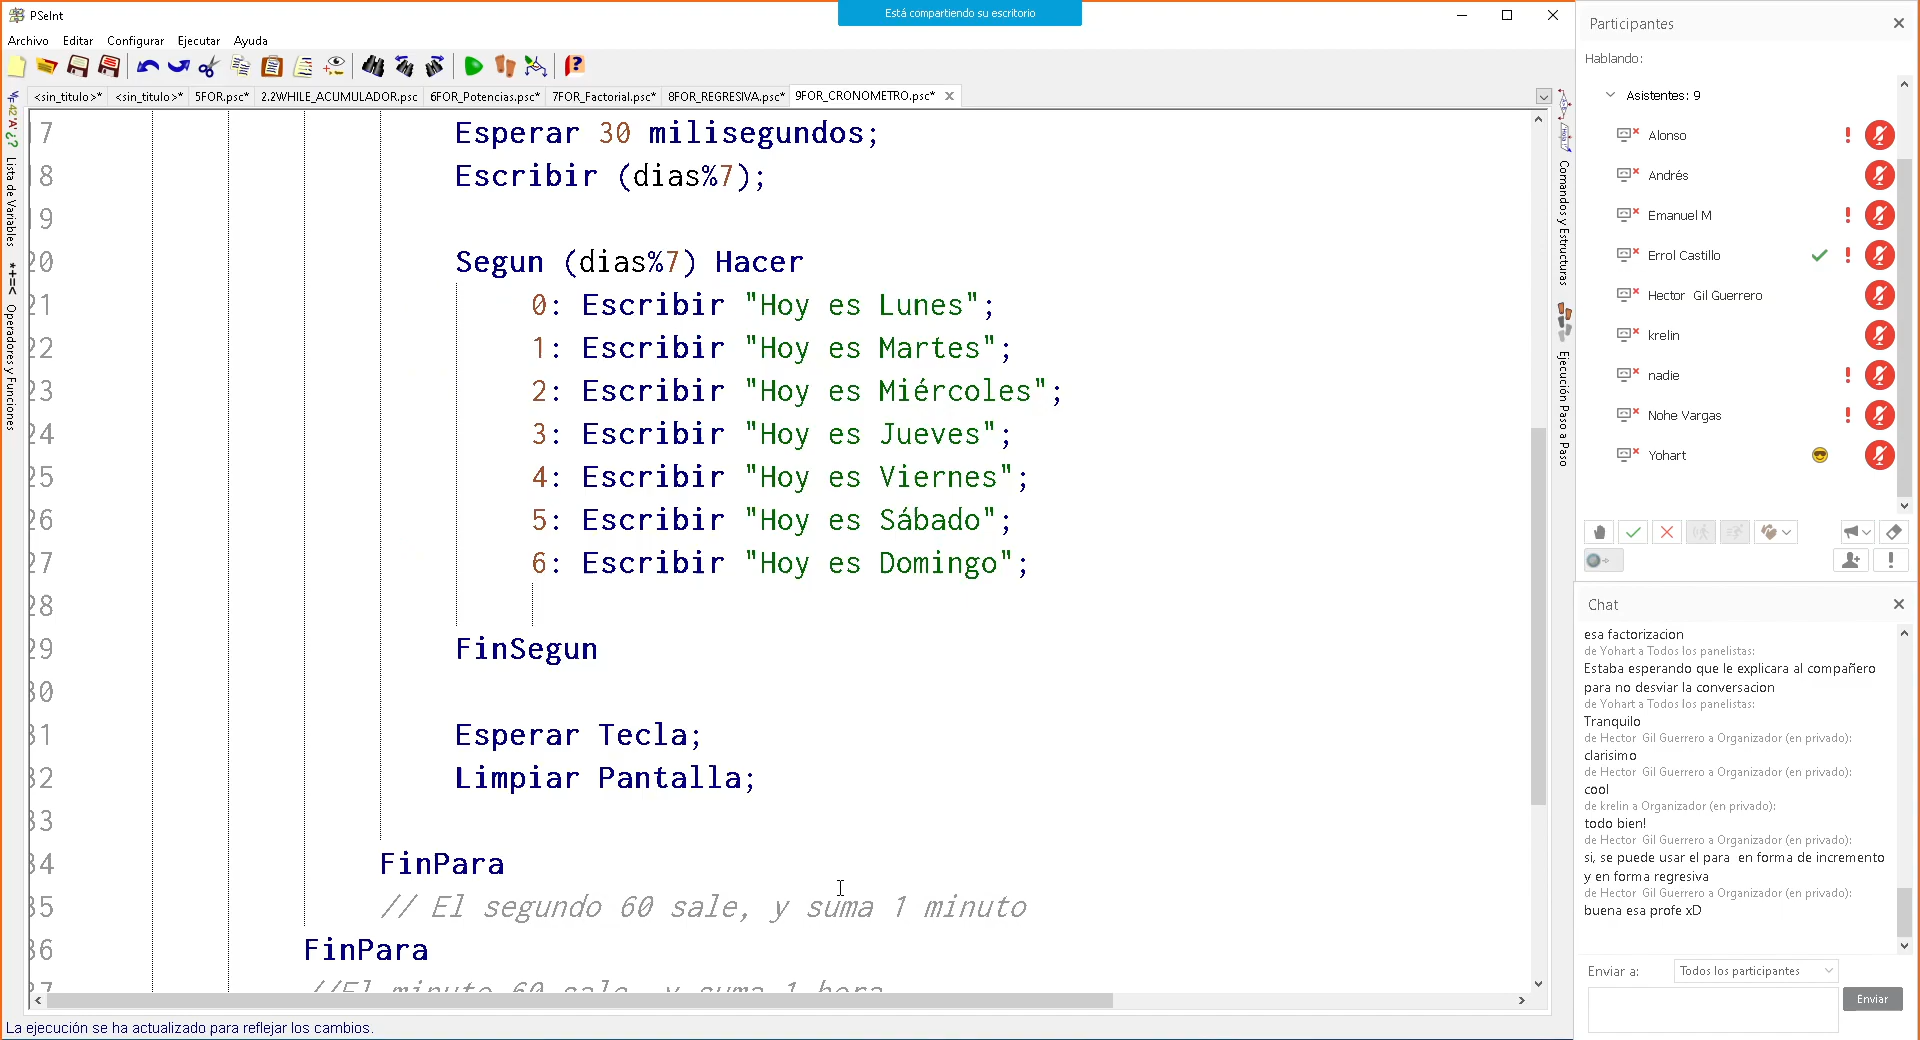 PSeInt
Está compartiendo su escritorio
Archivo Editar Configurar Ejecutar Ayuda
<sin_titulo>* <sin_titulo>* 5FOR.psc* 2.2WHILE_ACUMULADOR.psc 6FOR_Potencias.psc* 7FOR_Factorial.psc* 8FOR_REGRESIVA.psc* 9FOR_CRONOMETRO.psc*
Lista de Variables
Operadores y Funciones
17 Esperar 30 milisegundos;
18 Escribir (dias%7);
19
20 Segun (dias%7) Hacer
21 0: Escribir "Hoy es Lunes";
22 1: Escribir "Hoy es Martes";
23 2: Escribir "Hoy es Miércoles";
24 3: Escribir "Hoy es Jueves";
25 4: Escribir "Hoy es Viernes";
26 5: Escribir "Hoy es Sábado";
27 6: Escribir "Hoy es Domingo";
28
29 FinSegun
30
31 Esperar Tecla;
32 Limpiar Pantalla;
33
34 FinPara
35 // El segundo 60 sale, y suma 1 minuto
36 FinPara
37 //El minuto 60 sale, y suma 1 hora
La ejecución se ha actualizado para reflejar los cambios.
Comandos y Estructuras
Ejecución Paso a Paso
Participantes
Hablando:
Asistentes: 9
Alonso
Andrés
Emanuel M
Errol Castillo
Hector Gil Guerrero
krelin
nadie
Nohe Vargas
Yohart
Chat
esa factorizacion
de Yohart a Todos los panelistas:
Estaba esperando que le explicara al compañero
para no desviar la conversacion
de Yohart a Todos los panelistas:
Tranquilo
de Hector Gil Guerrero a Organizador (en privado):
clarisimo
de Hector Gil Guerrero a Organizador (en privado):
cool
de krelin a Organizador (en privado):
todo bien!
de Hector Gil Guerrero a Organizador (en privado):
si, se puede usar el para en forma de incremento
y en forma regresiva
de Hector Gil Guerrero a Organizador (en privado):
buena esa profe xD
Enviar a: Todos los participantes
Enviar